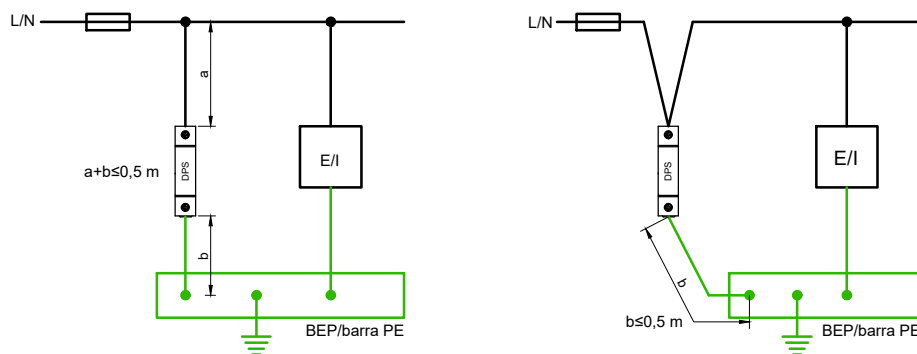 L/N
a
DPS
a+b≤0,5 m
E/I
b
BEP/barra PE
L/N
DPS
E/I
b
b≤0,5 m
BEP/barra PE